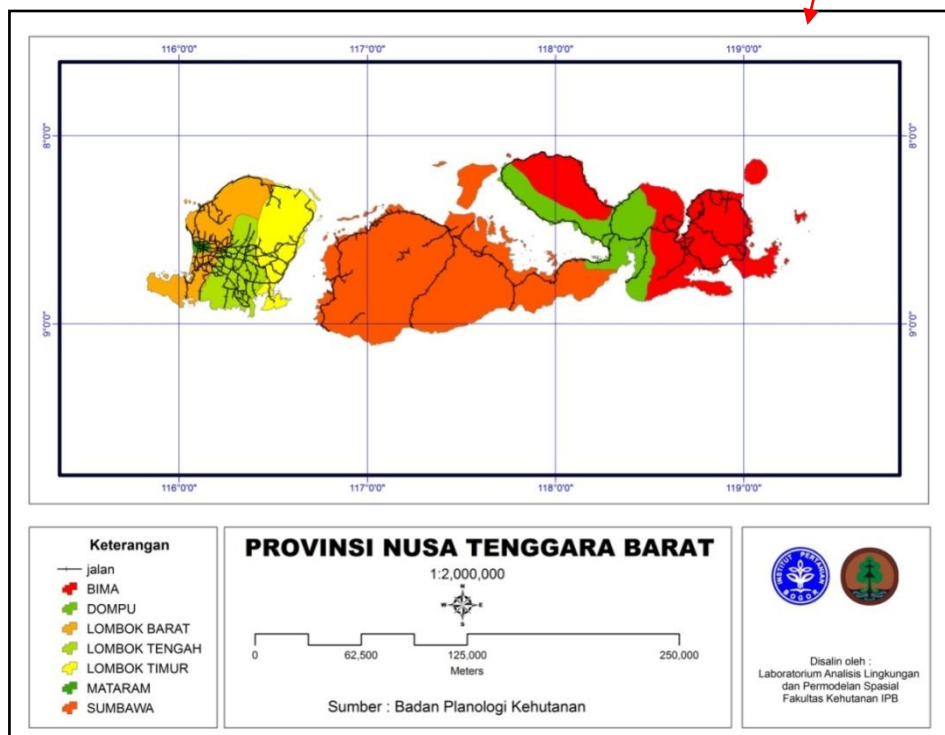 116°0'0" 117°0'0" 118°0'0" 119°0'0"
8°0'0" 8°0'0"
9°0'0" 9°0'0"
116°0'0" 117°0'0" 118°0'0" 119°0'0"
Keterangan
jalan
BIMA
DOMPU
LOMBOK BARAT
LOMBOK TENGAH
LOMBOK TIMUR
MATARAM
SUMBAWA
PROVINSI NUSA TENGGARA BARAT
1:2,000,000
N
W E
S
0 62,500 125,000 250,000
Meters
Sumber : Badan Planologi Kehutanan
INSTITUT PERTANIAN
BOGOR
Disalin oleh :
Laboratorium Analisis Lingkungan
dan Permodelan Spasial
Fakultas Kehutanan IPB